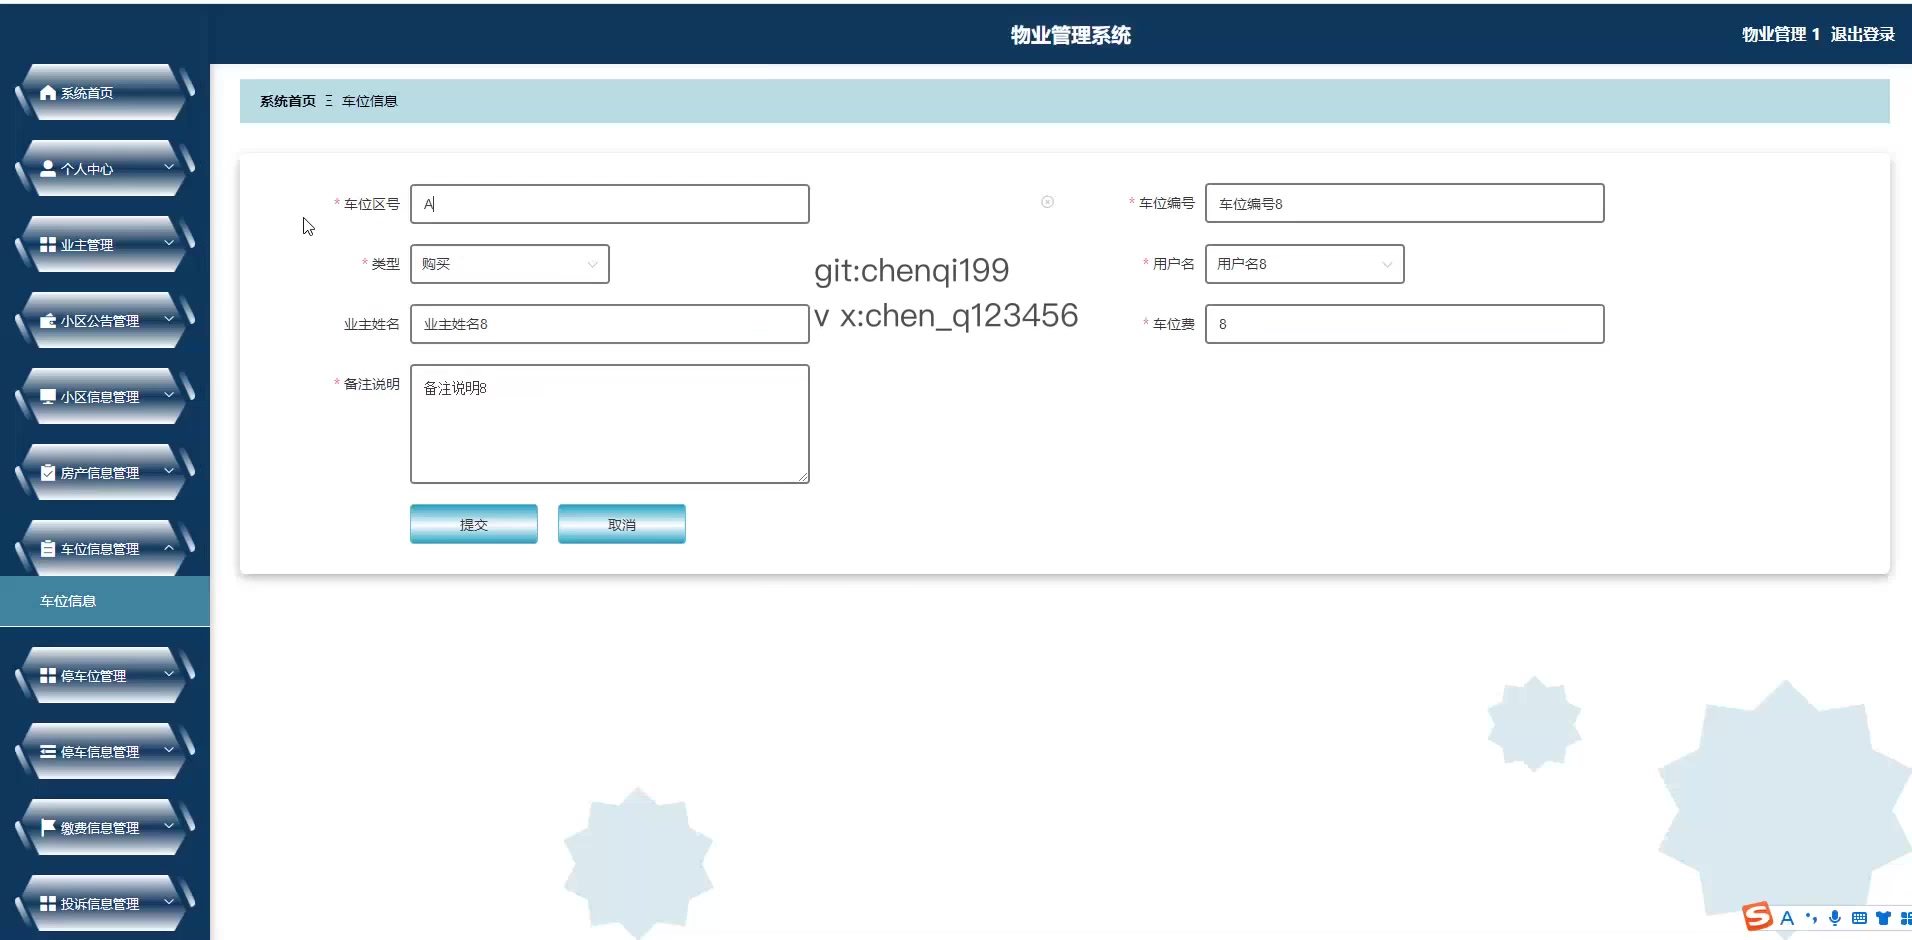 物业管理系统
物业管理 1 退出登录
系统首页
个人中心
业主管理
小区公告管理
小区信息管理
房产信息管理
车位信息管理
车位信息
停车位管理
停车信息管理
缴费信息管理
投诉信息管理
系统首页 Ξ 车位信息
* 车位区号 A
* 车位编号 车位编号8
* 类型 购买
* 用户名 用户名8
业主姓名 业主姓名8
* 车位费 8
* 备注说明 备注说明8
提交 取消
git:chenqi199
v x:chen_q123456
S A